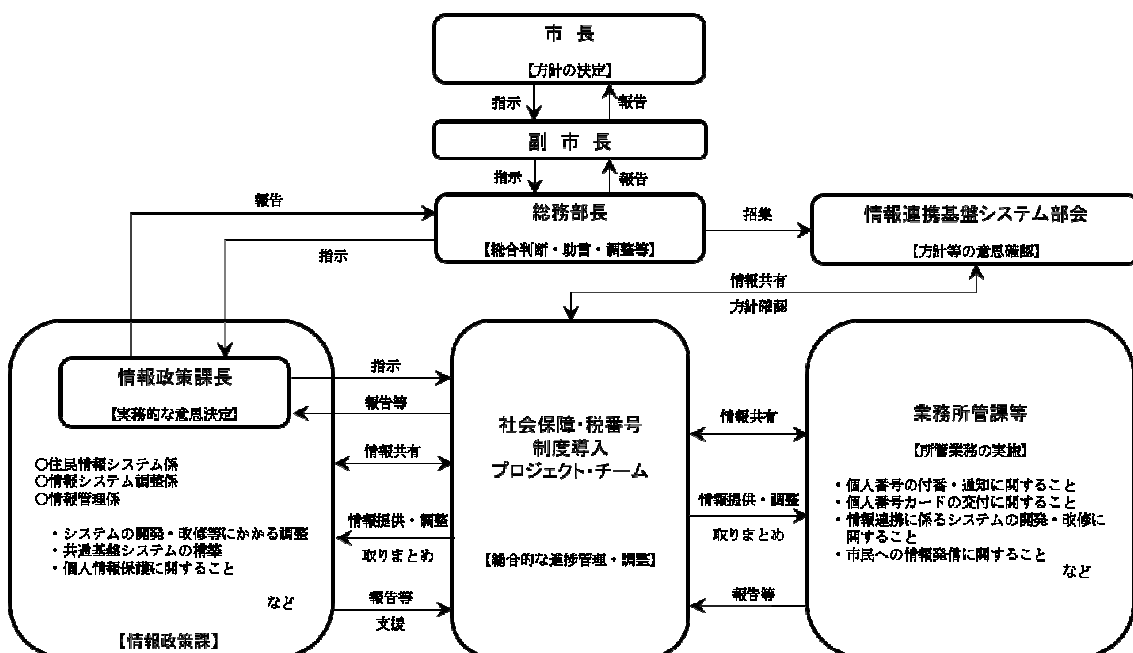 市 長
【方針の決定】
指示
報告
副 市 長
指示
報告
総務部長
【総合判断・助言・調整等】
報告
指示
招集
情報連携基盤システム部会
【方針等の意思確認】
情報共有
方針確認
情報政策課長
【実務的な意思決定】
○住民情報システム係
○情報システム調整係
○情報管理係
・システムの開発・改修等にかかる調整
・共通基盤システムの構築
・個人情報保護に関すること
など
【情報政策課】
指示
報告等
情報共有
情報提供・調整
取りまとめ
報告等
支援
社会保障・税番号
制度導入
プロジェクト・チーム
【総合的な進捗管理・調整】
情報共有
情報提供・調整
取りまとめ
報告等
業務所管課等
【所管業務の実施】
・個人番号の付番・通知に関すること
・個人番号カードの交付に関すること
・情報連携に係るシステムの開発・改修に
関すること
・市民への情報発信に関すること
など